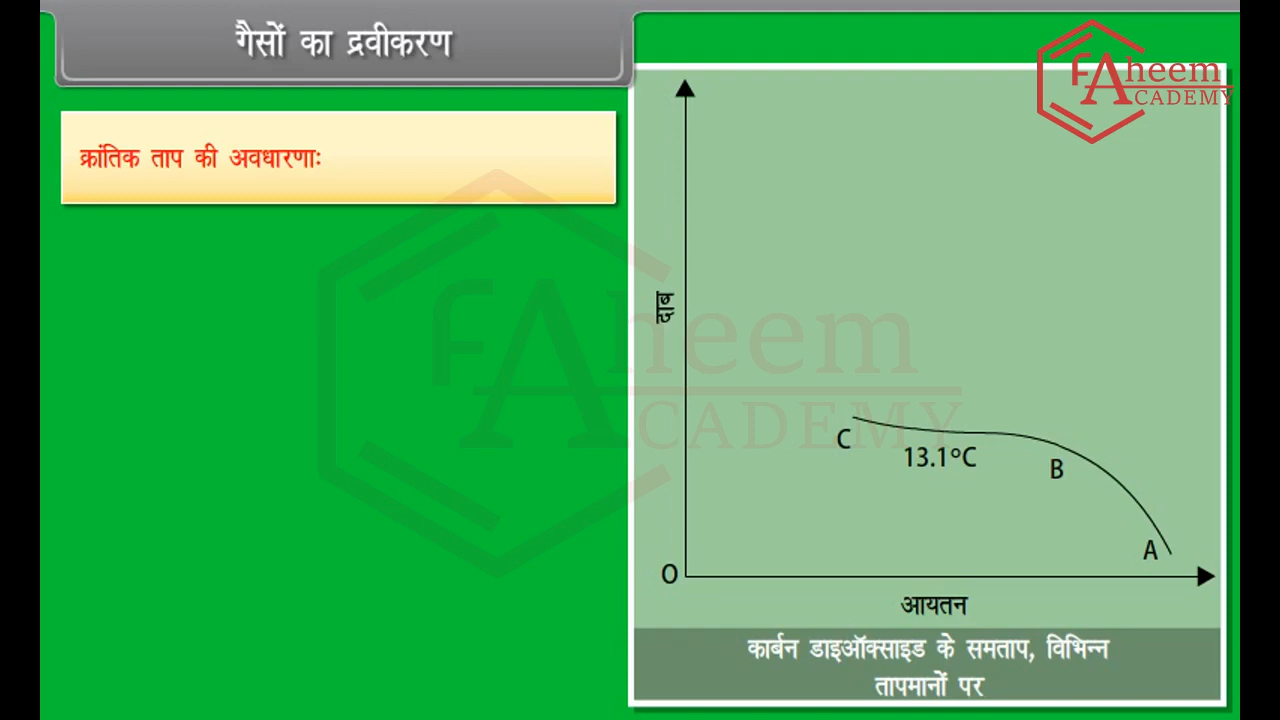 गैसों का द्रवीकरण
fAheem
ACADEMY
क्रांतिक ताप की अवधारणाः
दाब
C
13.1°C
B
A
O
आयतन
कार्बन डाइऑक्साइड के समताप, विभिन्न
तापमानों पर